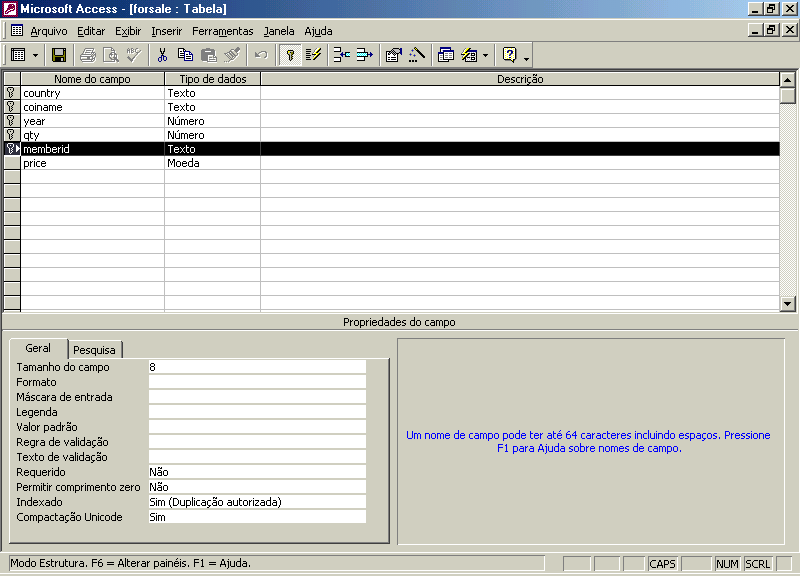 Microsoft Access - [forsale : Tabela]
Arquivo Editar Exibir Inserir Ferramentas Janela Ajuda
Nome do campo Tipo de dados Descrição
country Texto
coiname Texto
year Número
qty Número
memberid Texto
price Moeda
Propriedades do campo
Geral Pesquisa
Tamanho do campo 8
Formato
Máscara de entrada
Legenda
Valor padrão
Regra de validação
Texto de validação
Requerido Não
Permitir comprimento zero Não
Indexado Sim (Duplicação autorizada)
Compactação Unicode Sim
Um nome de campo pode ter até 64 caracteres incluindo espaços. Pressione
F1 para Ajuda sobre nomes de campo.
Modo Estrutura. F6 = Alterar painéis. F1 = Ajuda. CAPS NUM SCRL